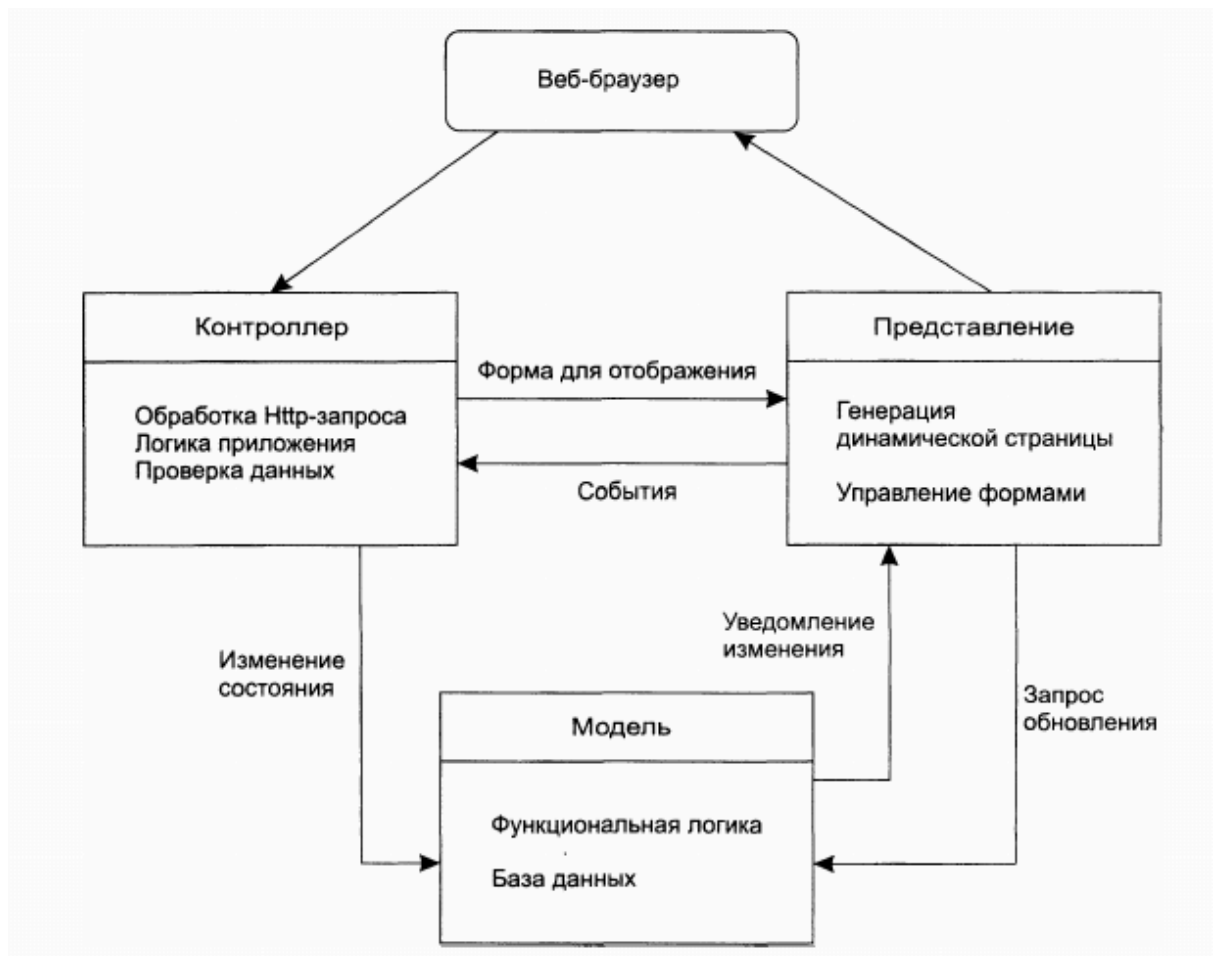 Веб-браузер
Контроллер
Обработка Http-запроса
Логика приложения
Проверка данных
Форма для отображения
События
Представление
Генерация
динамической страницы
Управление формами
Изменение
состояния
Уведомление
изменения
Запрос
обновления
Модель
Функциональная логика
База данных